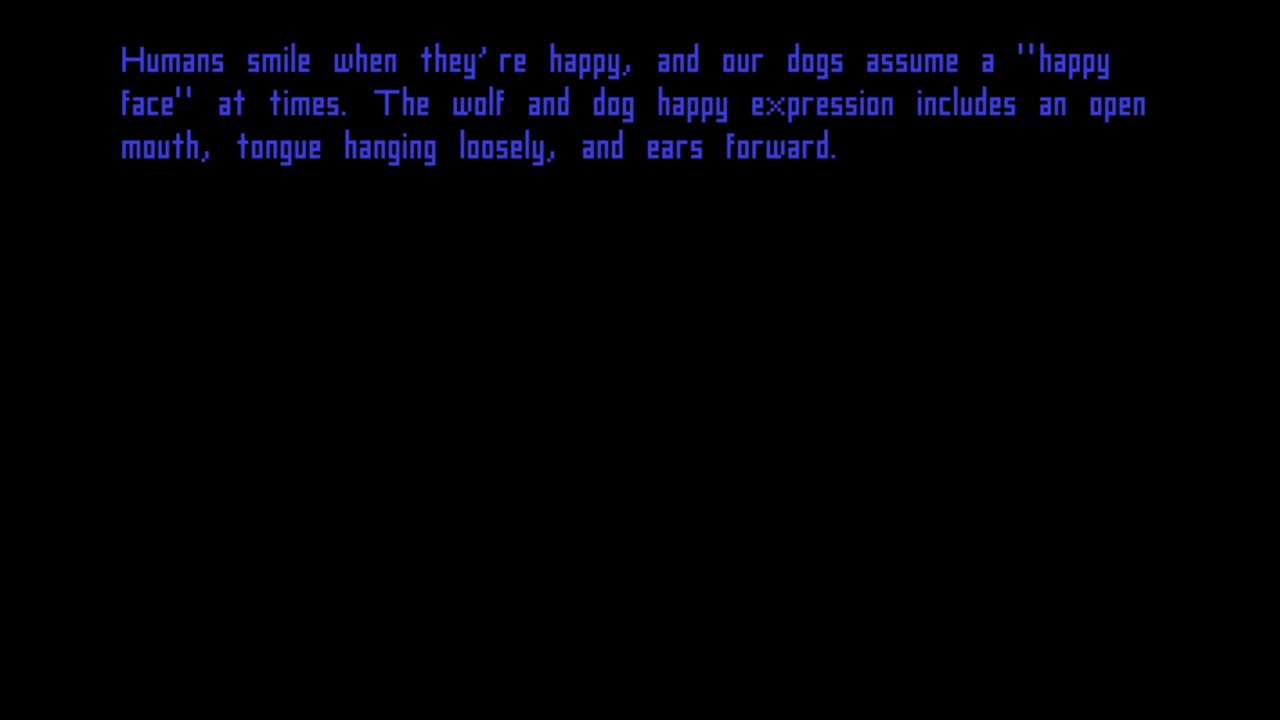 Humans smile when they're happy, and our dogs assume a "happy
face" at times. The wolf and dog happy expression includes an open
mouth, tongue hanging loosely, and ears forward.